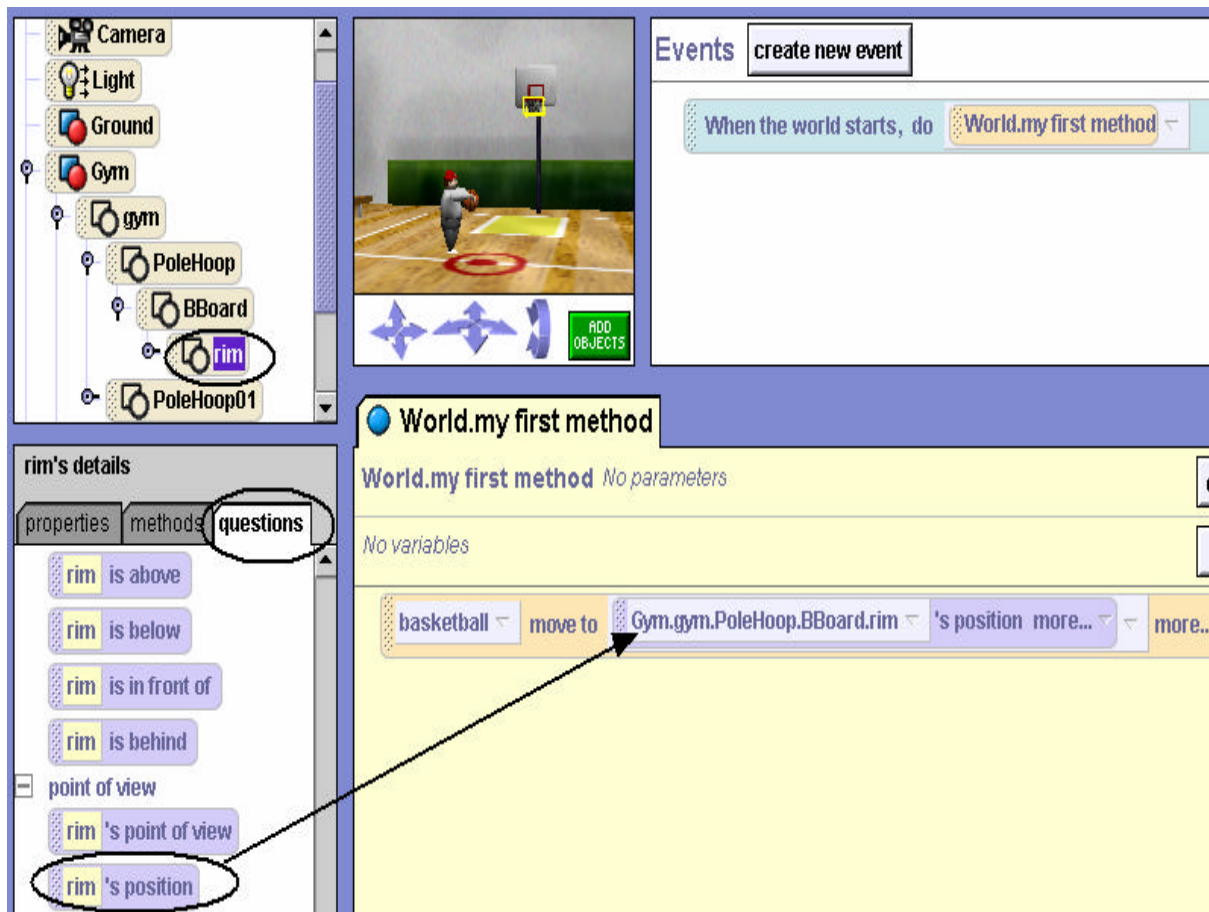 Camera
Light
Ground
Gym
gym
PoleHoop
BBoard
rim
PoleHoop01
ADD
OBJECTS
Events create new event
When the world starts, do World.my first method
rim's details
properties methods questions
rim is above
rim is below
rim is in front of
rim is behind
point of view
rim 's point of view
rim 's position
World.my first method
World.my first method No parameters
No variables
basketball move to Gym.gym.PoleHoop.BBoard.rim 's position more... more..